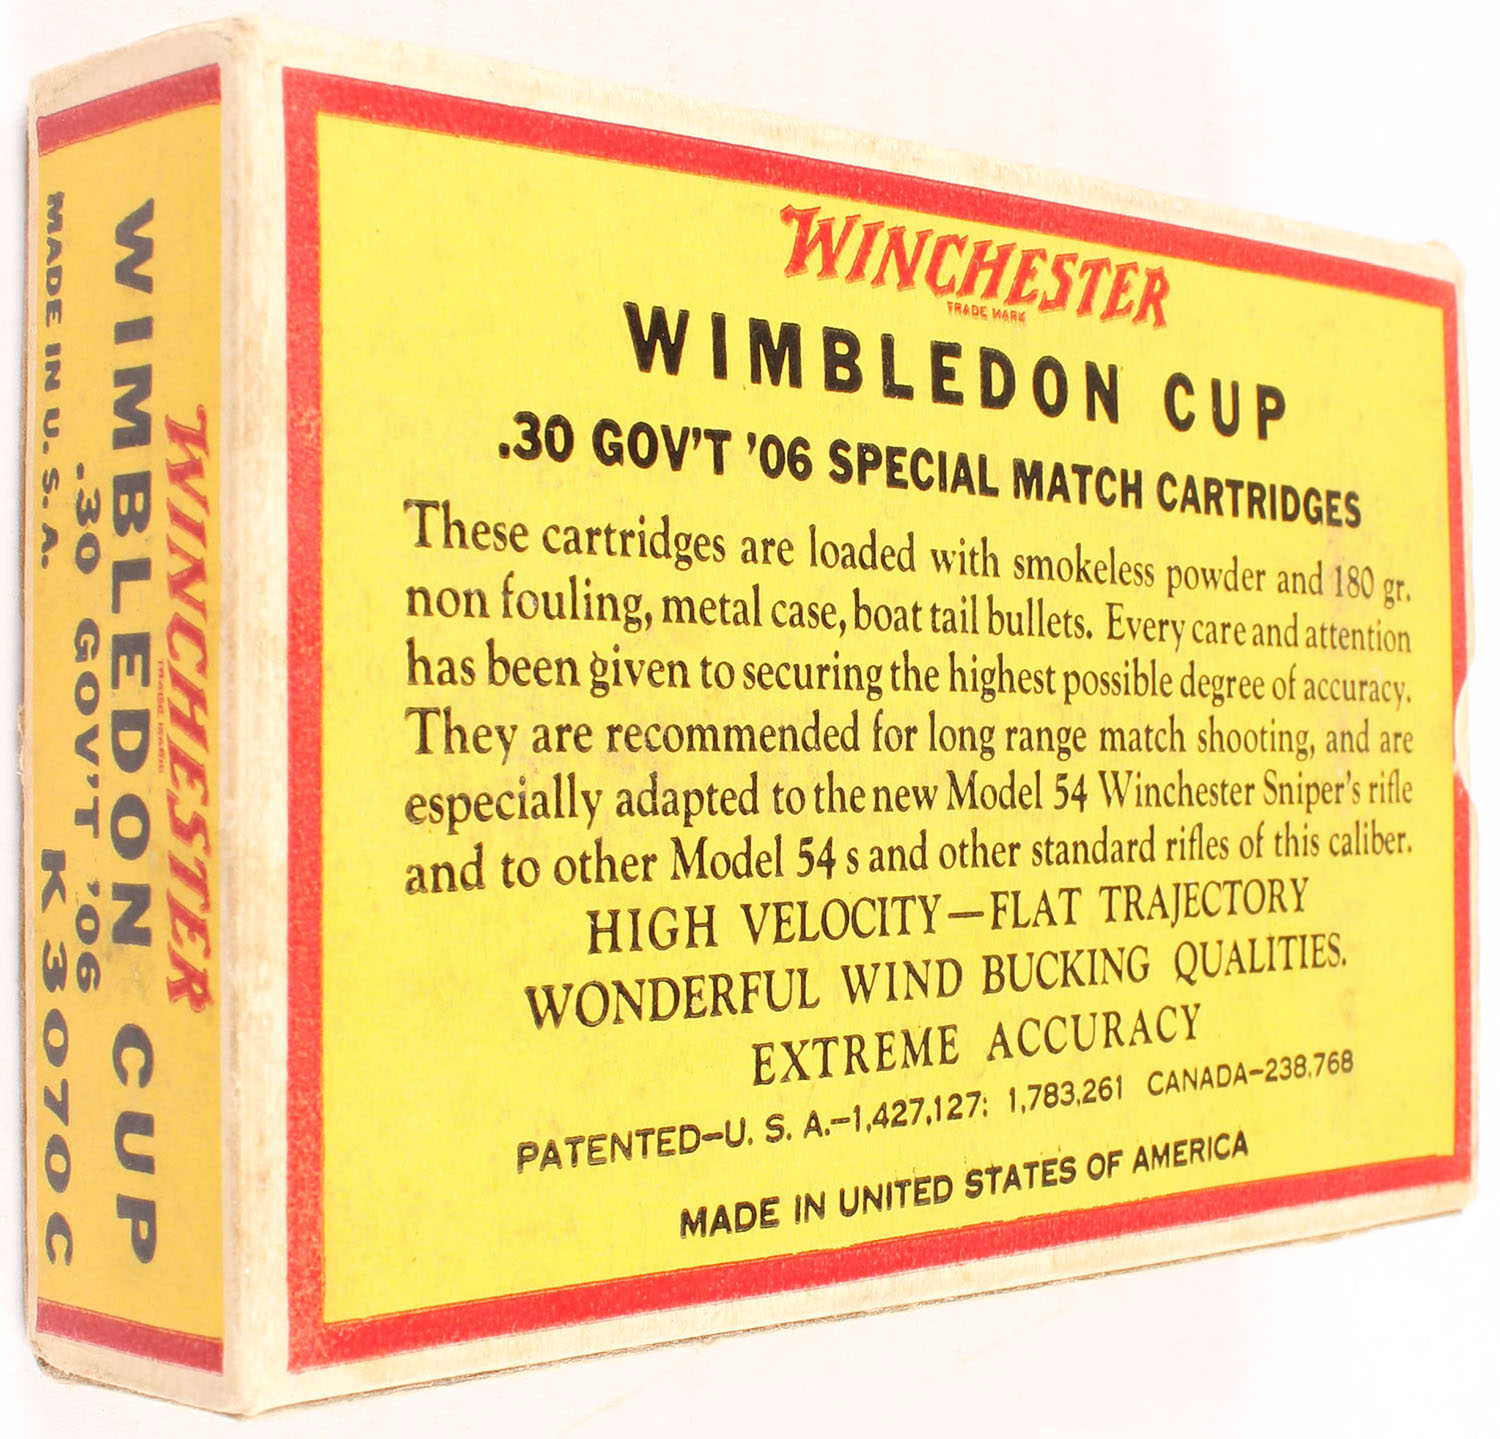 WINCHESTER
TRADE MARK
WIMBLEDON CUP
.30 GOV'T '06 SPECIAL MATCH CARTRIDGES
These cartridges are loaded with smokeless powder and 180 gr.
non fouling, metal case, boat tail bullets. Every care and attention
has been given to securing the highest possible degree of accuracy.
They are recommended for long range match shooting, and are
especially adapted to the new Model 54 Winchester Sniper's rifle
and to other Model 54 s and other standard rifles of this caliber.
HIGH VELOCITY—FLAT TRAJECTORY
WONDERFUL WIND BUCKING QUALITIES.
EXTREME ACCURACY
PATENTED—U. S. A.—1,427,127; 1,783,261 CANADA—238,768
MADE IN UNITED STATES OF AMERICA
WINCHESTER
TRADE MARK
WIMBLEDON CUP
.30 GOV'T '06
MADE IN U.S.A. K3070C